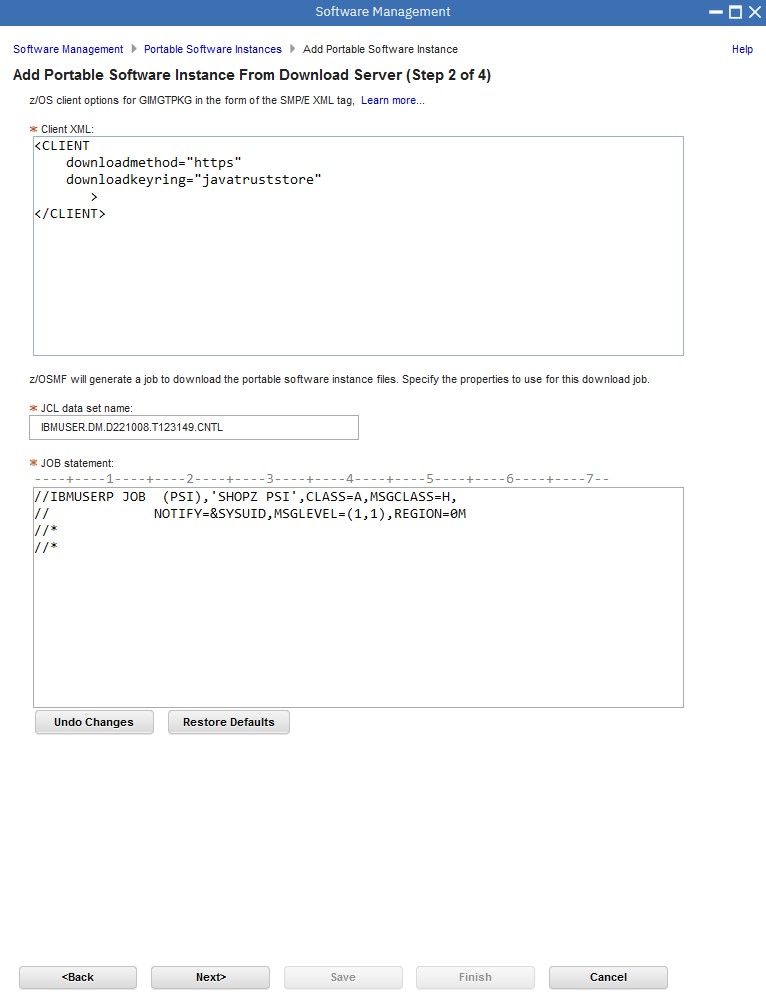 Software Management
Software Management Portable Software Instances Add Portable Software Instance Help
Add Portable Software Instance From Download Server (Step 2 of 4)
z/OS client options for GIMGTPKG in the form of the SMP/E XML tag, Learn more...
* Client XML:
<CLIENT
    downloadmethod="https"
    downloadkeyring="javatruststore"
       >
</CLIENT>
z/OSMF will generate a job to download the portable software instance files. Specify the properties to use for this download job.
* JCL data set name:
IBMUSER.DM.D221008.T123149.CNTL
* JOB statement:
----+----1----+----2----+----3----+----4----+----5----+----6----+----7--
//IBMUSERP JOB  (PSI),'SHOPZ PSI',CLASS=A,MSGCLASS=H,
//             NOTIFY=&SYSUID,MSGLEVEL=(1,1),REGION=0M
//*
//*
Undo Changes Restore Defaults
<Back Next> Save Finish Cancel